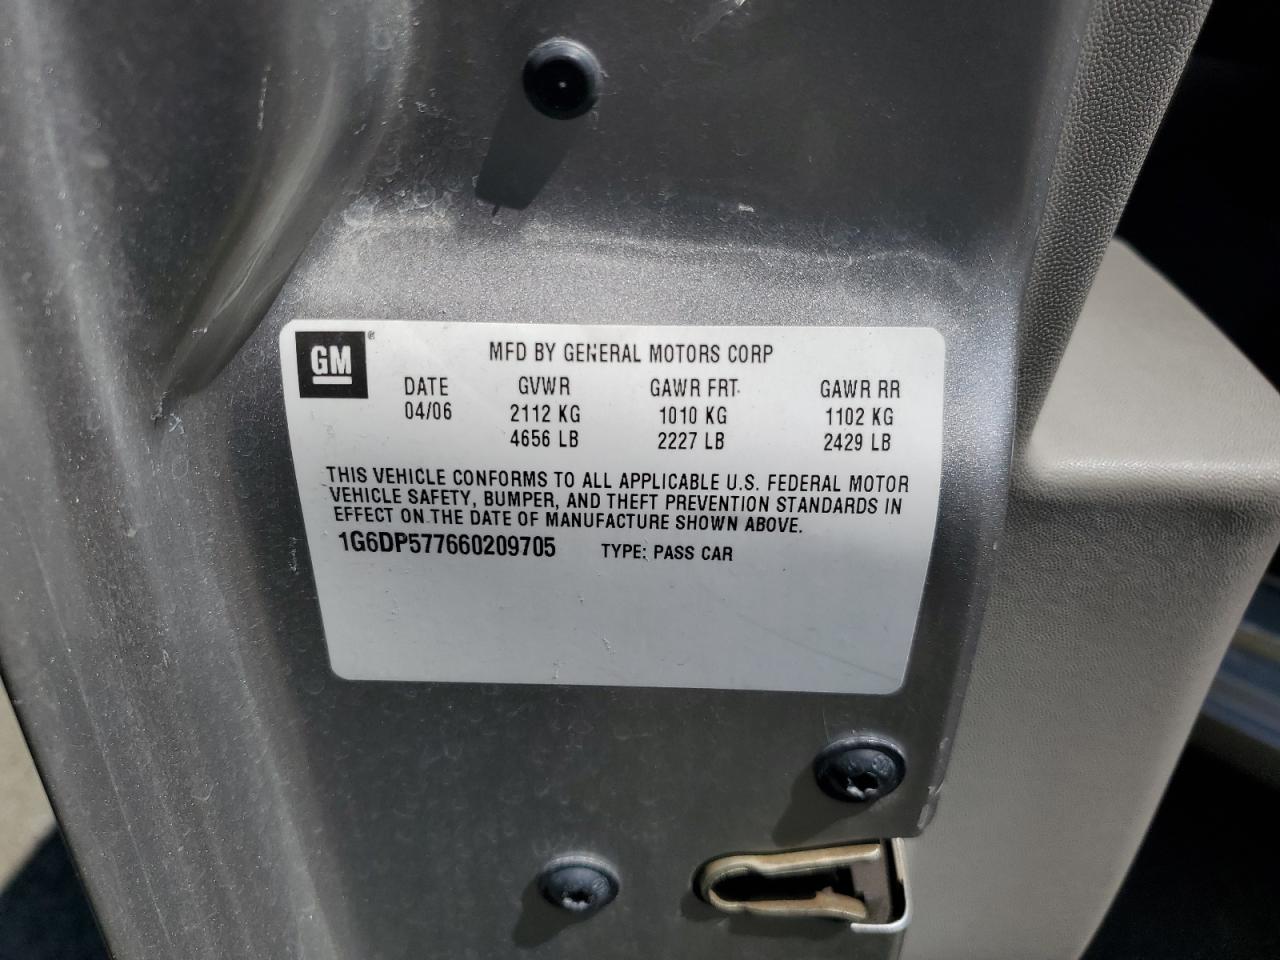 GM ®
MFD BY GENERAL MOTORS CORP
DATE GVWR GAWR FRT GAWR RR
04/06 2112 KG 1010 KG 1102 KG
4656 LB 2227 LB 2429 LB
THIS VEHICLE CONFORMS TO ALL APPLICABLE U.S. FEDERAL MOTOR
VEHICLE SAFETY, BUMPER, AND THEFT PREVENTION STANDARDS IN
EFFECT ON THE DATE OF MANUFACTURE SHOWN ABOVE.
1G6DP577660209705 TYPE: PASS CAR